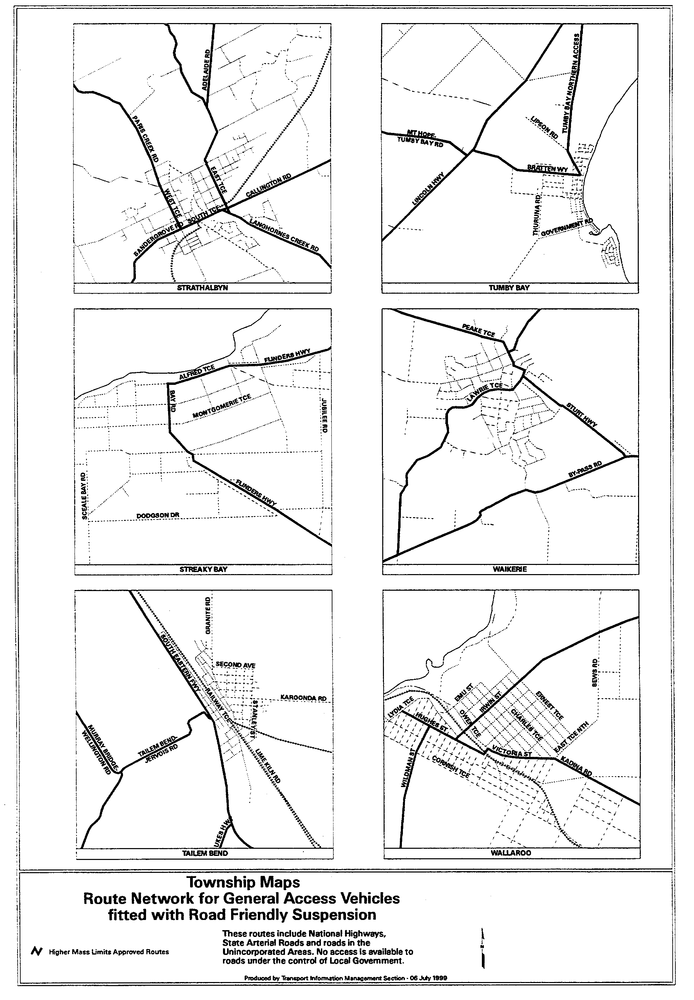 ADELAIDE RD
PARIS CREEK RD
EAST TCE
CALLINGTON RD
WEST TCE
SOUTH TCE
SANDERGROVE RD
LANGHORNES CREEK RD
STRATHALBYN
TUMBY BAY NORTHERN ACCESS
LIPSON RD
MT HOPE
TUMBY BAY RD
BRATTEN WY
LINCOLN HWY
THURUNA RD
GOVERNMENT RD
TUMBY BAY
FLINDERS HWY
ALFRED TCE
BAY RD
MONTGOMERIE TCE
JUBILEE RD
SCEALE BAY RD
FLINDERS HWY
DODGSON DR
STREAKY BAY
PEAKE TCE
LAWRIE TCE
STURT HWY
BY-PASS RD
WAIKERIE
GRANITE RD
SOUTH EASTERN FWY
SECOND AVE
RAILWAY TCE
KAROONDA RD
STANLEY ST
MURRAY BRIDGE-
WELLINGTON RD
TAILEM BEND-
JERVOIS RD
LIME KILN RD
UKES HW
TAILEM BEND
BEWS RD
EMU ST
IRWIN ST
ERNEST TCE
LYDIA TCE
HUGHES ST
OWEN TCE
CHARLES TCE
EAST TCE NTH
VICTORIA ST
KADINA RD
WILDMAN ST
CORNISH TCE
WALLAROO
Township Maps
Route Network for General Access Vehicles
fitted with Road Friendly Suspension
These routes include National Highways,
State Arterial Roads and roads in the
Unincorporated Areas. No access is available to
roads under the control of Local Government.
Higher Mass Limits Approved Routes
N
Produced by Transport Information Management Section - 06 July 1999